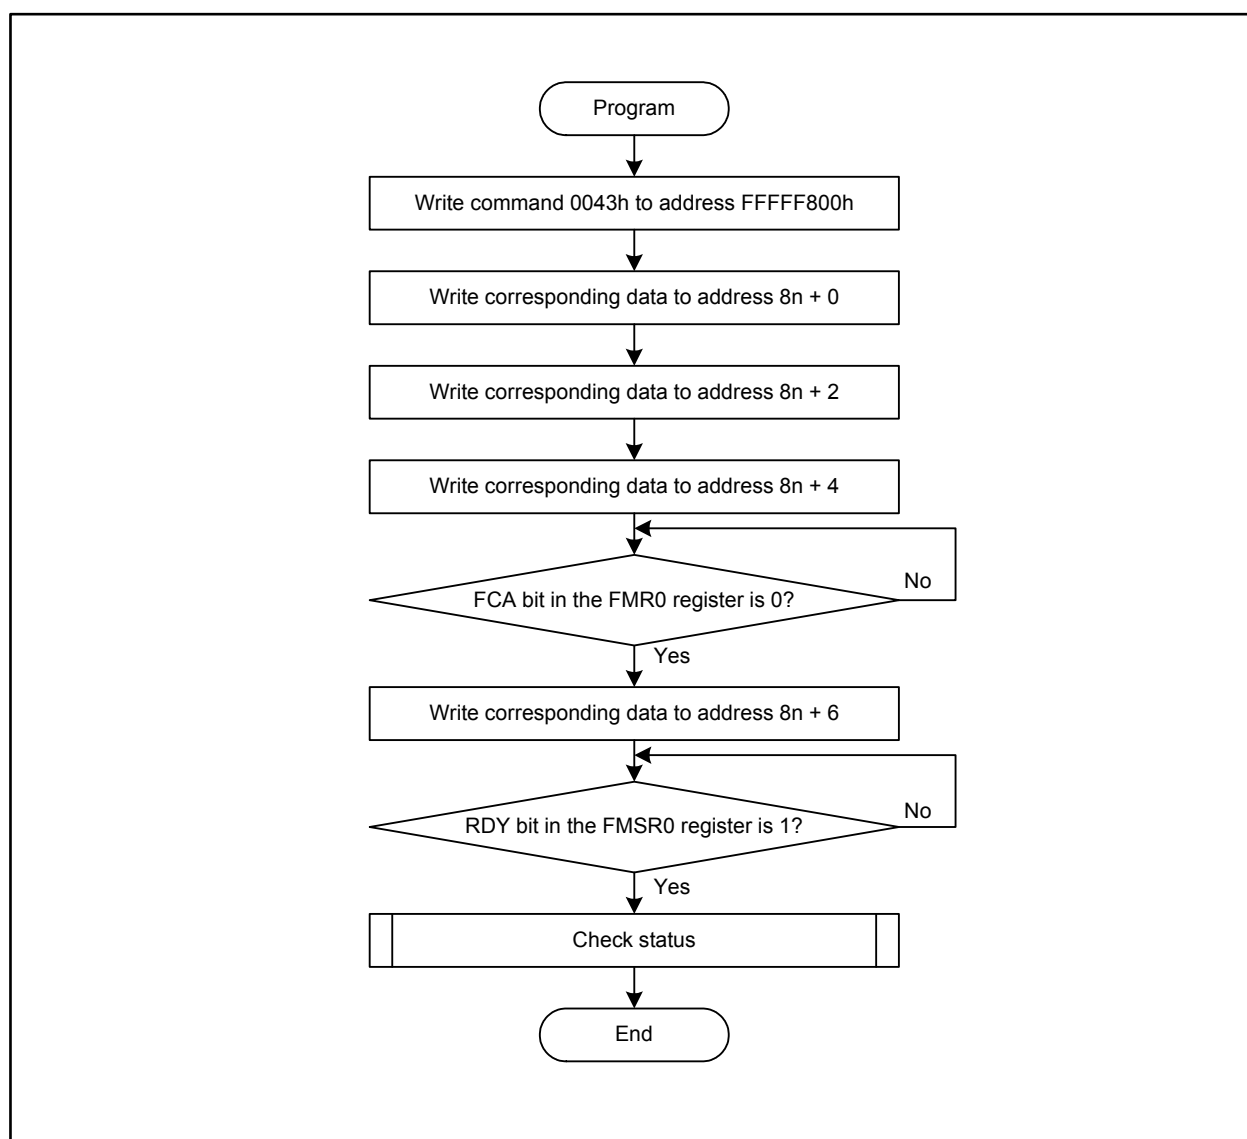 Program
Write command 0043h to address FFFFF800h
Write corresponding data to address 8n + 0
Write corresponding data to address 8n + 2
Write corresponding data to address 8n + 4
FCA bit in the FMR0 register is 0?
No
Yes
Write corresponding data to address 8n + 6
RDY bit in the FMSR0 register is 1?
No
Yes
Check status
End